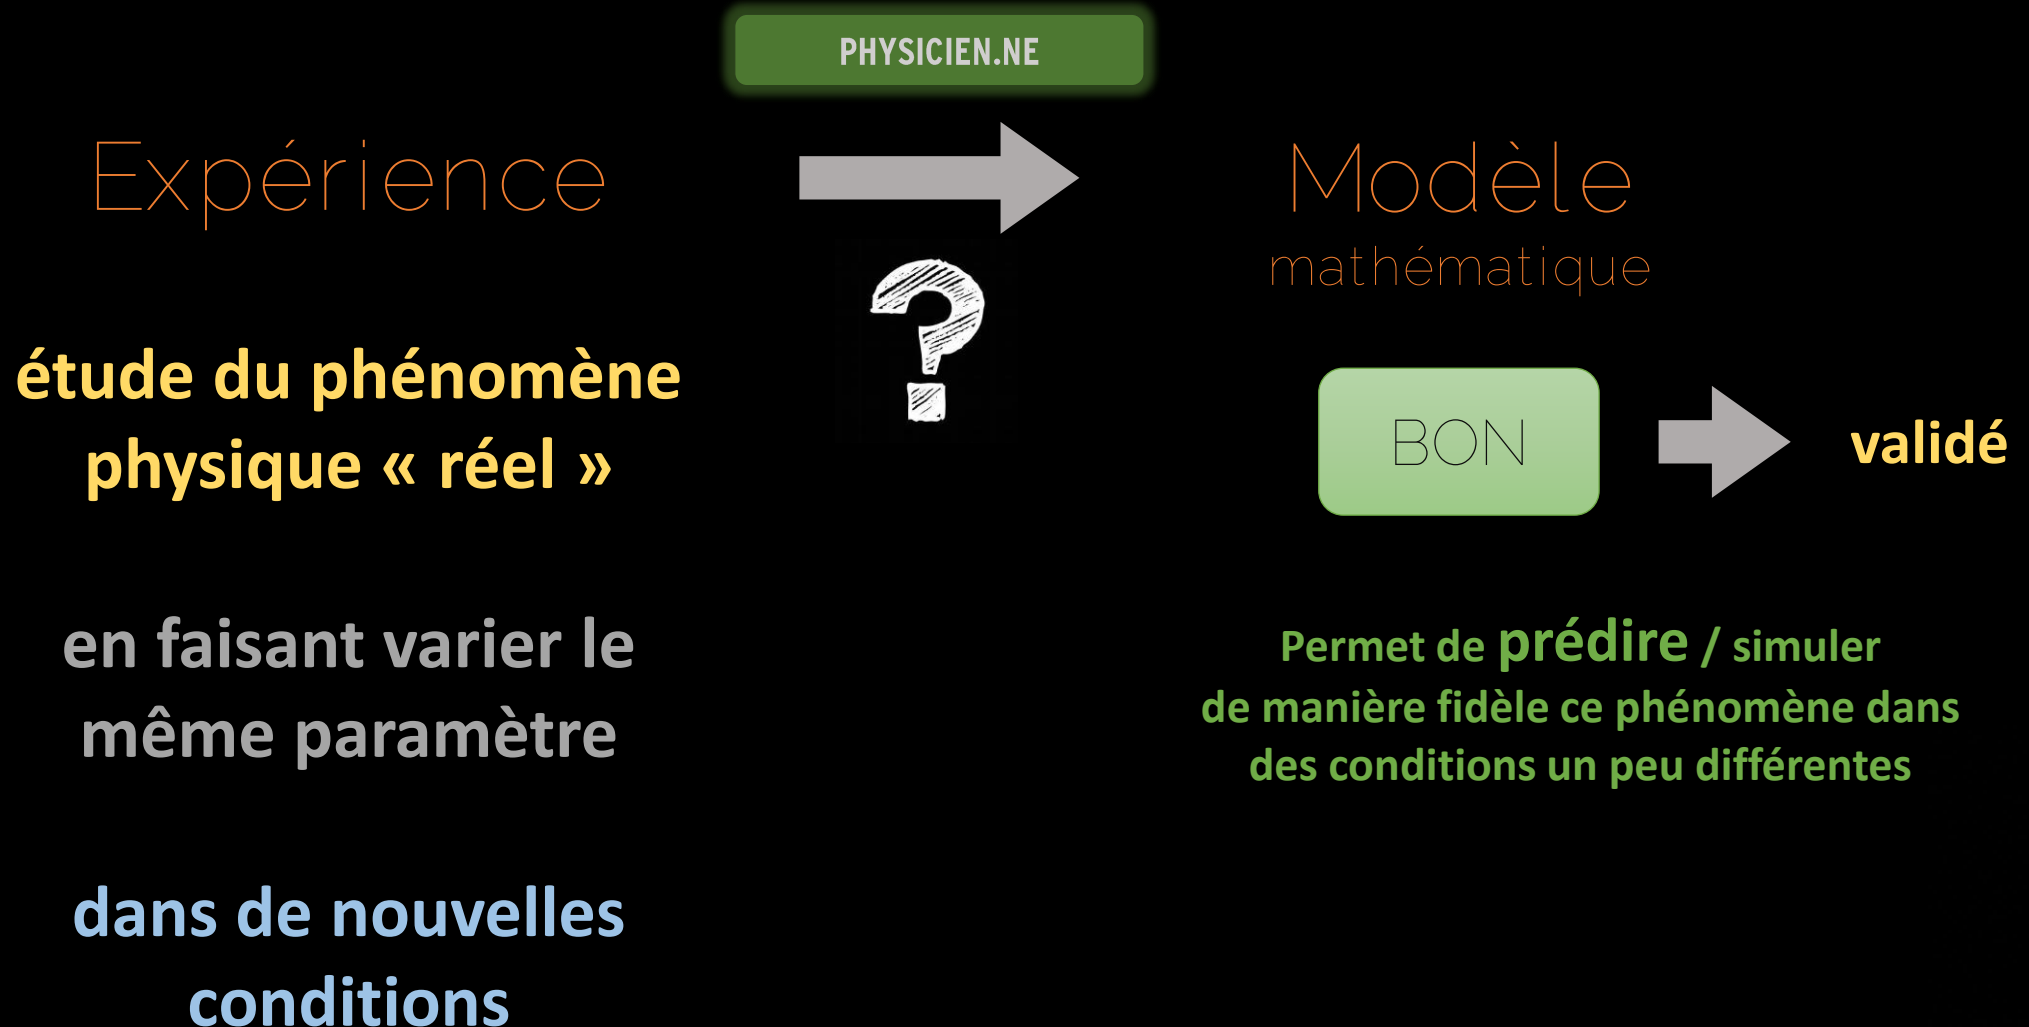 PHYSICIEN.NE
Expérience
Modèle
mathématique
?
étude du phénomène
physique « réel »
BON
validé
en faisant varier le
même paramètre
Permet de prédire / simuler
de manière fidèle ce phénomène dans
des conditions un peu différentes
dans de nouvelles
conditions